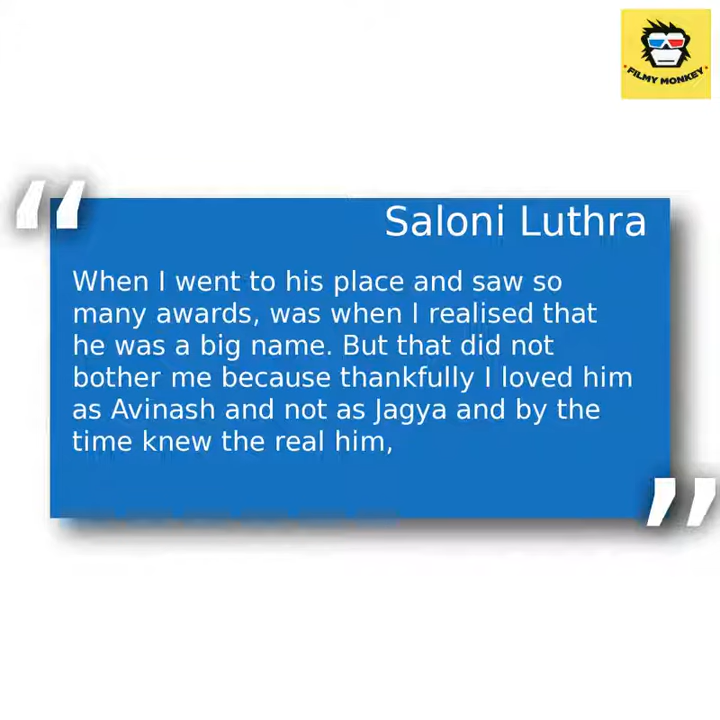 FILMY MONKEY
“
Saloni Luthra
When I went to his place and saw so
many awards, was when I realised that
he was a big name. But that did not
bother me because thankfully I loved him
as Avinash and not as Jagya and by the
time knew the real him,
”